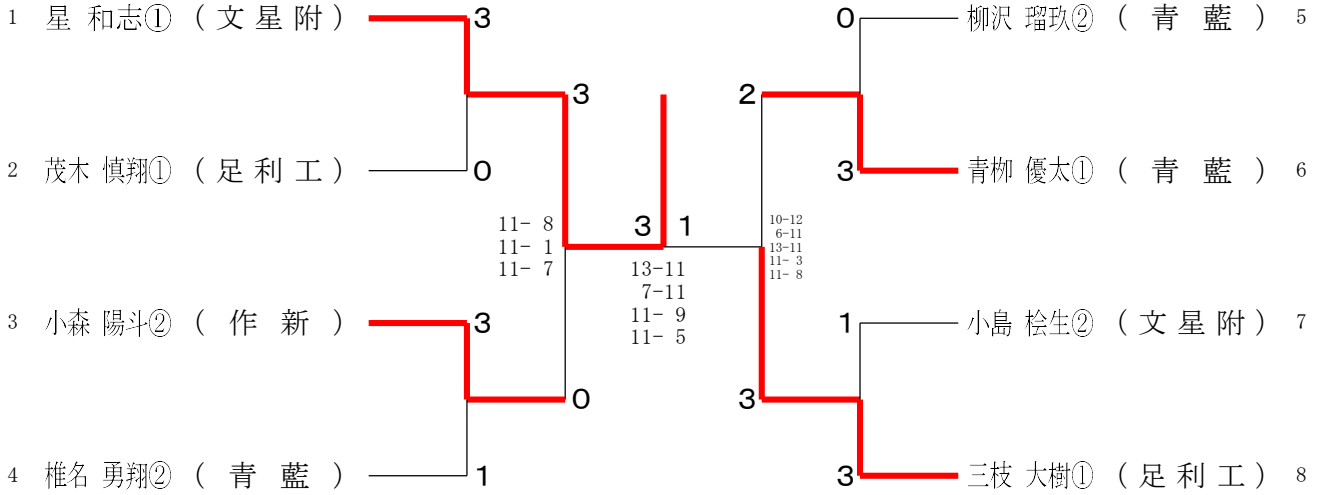 1 星 和志① (文星附) 3
0 柳沢 瑠玖② (青藍) 5
3
2
2 茂木 慎翔① (足利工) 0
3 青柳 優太① (青藍) 6
11- 8
11- 1
11- 7
3 1
13-11
7-11
11- 9
11- 5
10-12
6-11
13-11
11- 3
11- 8
3 小森 陽斗② (作新) 3
1 小島 桧生② (文星附) 7
0
3
4 椎名 勇翔② (青藍) 1
3 三枝 大樹① (足利工) 8